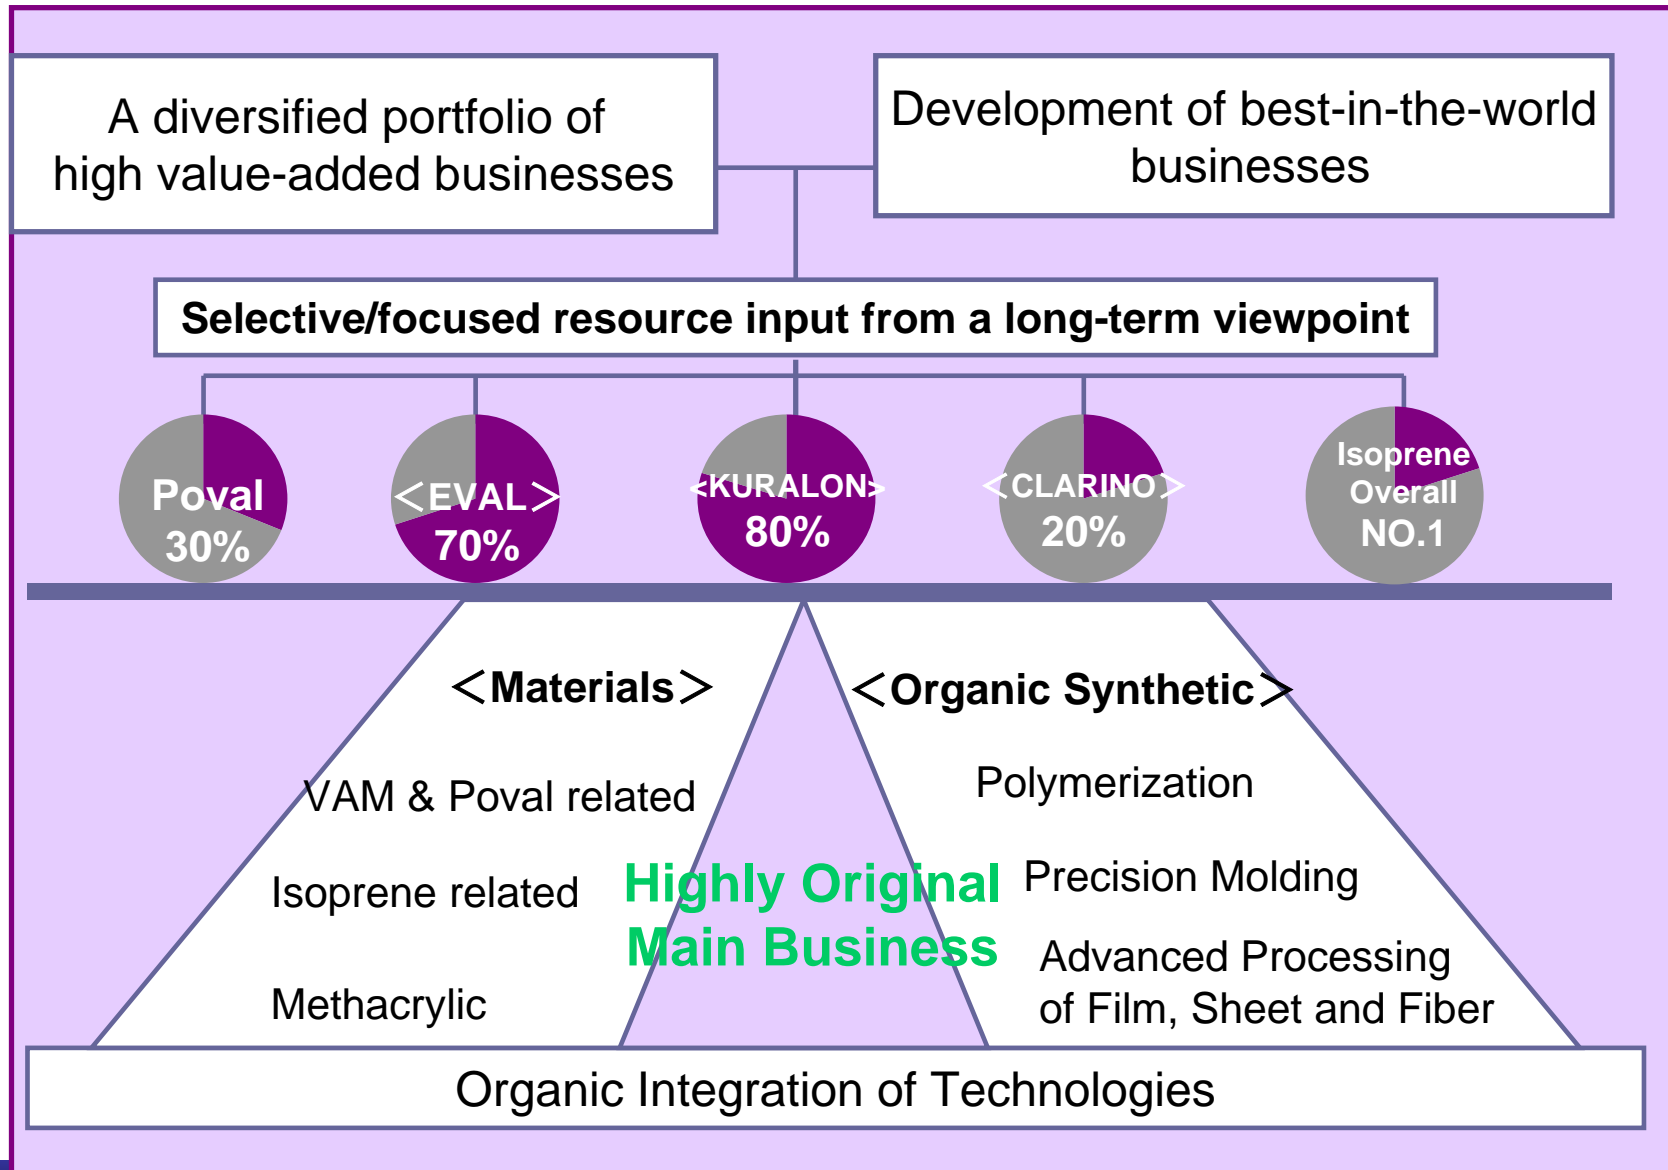 A diversified portfolio of
high value-added businesses
Development of best-in-the-world
businesses
Selective/focused resource input from a long-term viewpoint
Poval
30%
＜EVAL＞
70%
<KURALON>
80%
＜CLARINO＞
20%
Isoprene
Overall
NO.1
＜Materials＞
VAM & Poval related
Isoprene related
Methacrylic
Highly Original
Main Business
＜Organic Synthetic＞
Polymerization
Precision Molding
Advanced Processing
of Film, Sheet and Fiber
Organic Integration of Technologies